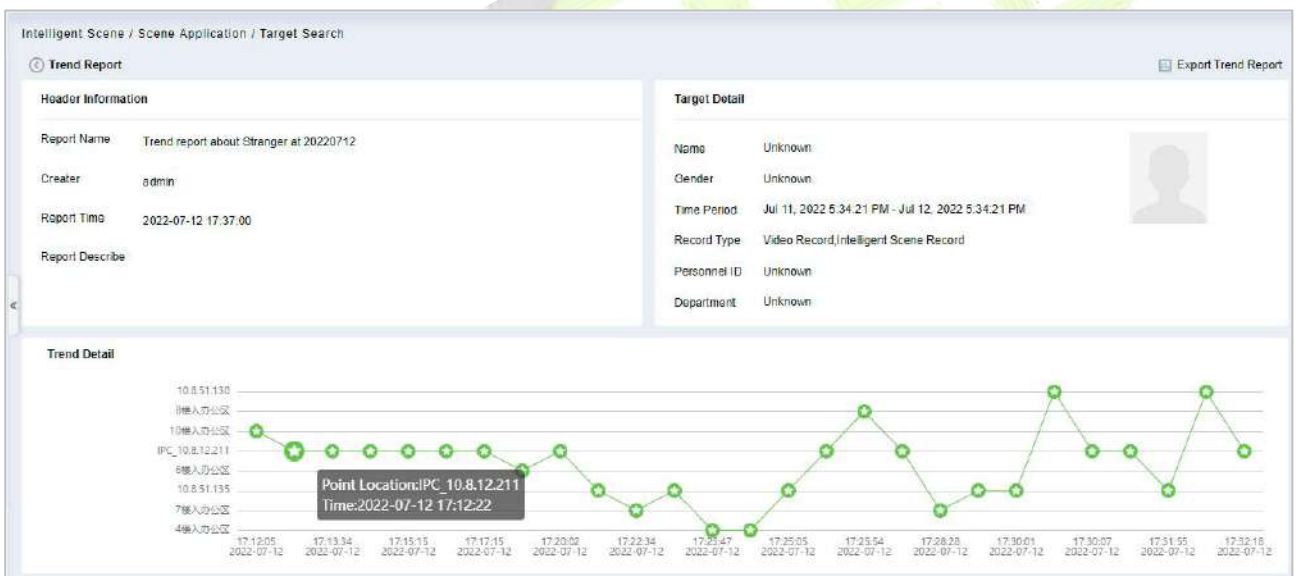 Intelligent Scene / Scene Application / Target Search
Trend Report
Export Trend Report
Header Information
Report Name Trend report about Stranger at 20220712
Creater admin
Report Time 2022-07-12 17:37:00
Report Describe
Target Detail
Name Unknown
Gender Unknown
Time Period Jul 11, 2022 5:34:21 PM - Jul 12, 2022 5:34:21 PM
Record Type Video Record,Intelligent Scene Record
Personnel ID Unknown
Department Unknown
Trend Detail
10.8.51.130
8楼入办公区
10楼入办公区
IPC_10.8.12.211
6楼入办公区
10.8.51.135
7楼入办公区
4楼入办公区
Point Location:IPC_10.8.12.211
Time:2022-07-12 17:12:22
17:12:05 17:13:34 17:15:15 17:17:15 17:20:02 17:22:34 17:23:47 17:25:05 17:25:54 17:28:28 17:30:01 17:30:07 17:31:55 17:32:18
2022-07-12 2022-07-12 2022-07-12 2022-07-12 2022-07-12 2022-07-12 2022-07-12 2022-07-12 2022-07-12 2022-07-12 2022-07-12 2022-07-12 2022-07-12 2022-07-12